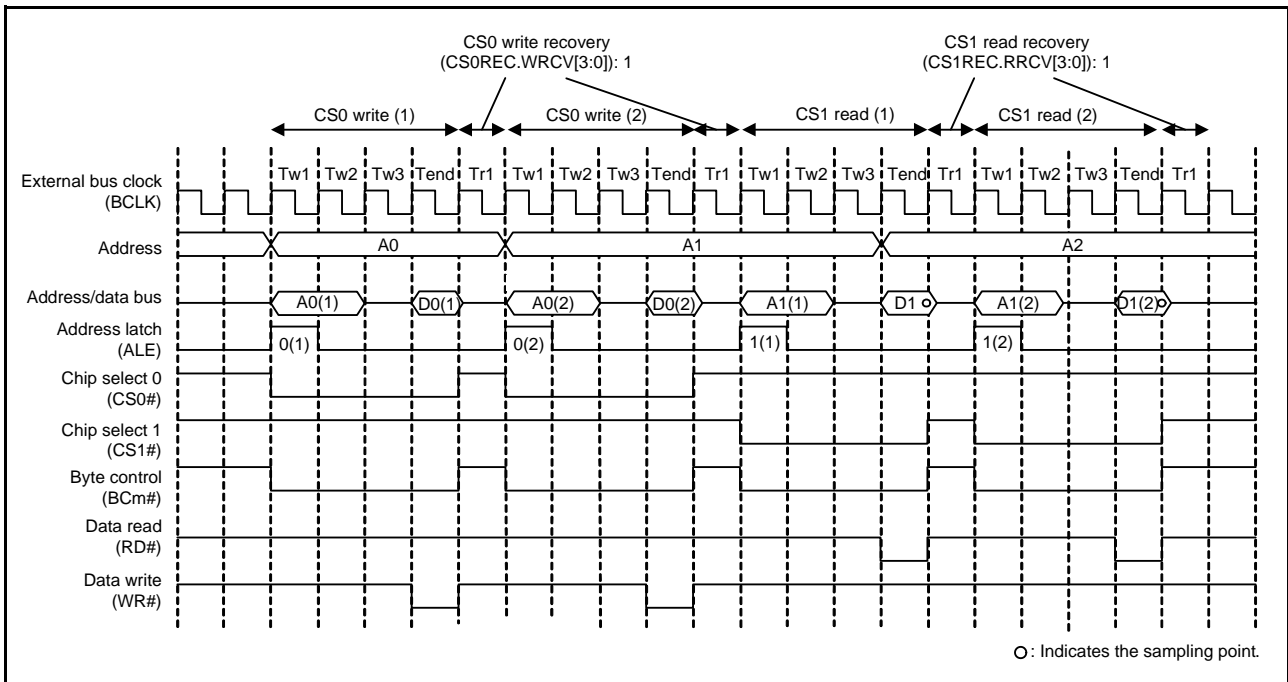 CS0 write recovery
(CS0REC.WRCV[3:0]): 1
CS1 read recovery
(CS1REC.RRCV[3:0]): 1
CS0 write (1) CS0 write (2) CS1 read (1) CS1 read (2)
Tw1 Tw2 Tw3 Tend Tr1 Tw1 Tw2 Tw3 Tend Tr1 Tw1 Tw2 Tw3 Tend Tr1 Tw1 Tw2 Tw3 Tend Tr1
External bus clock
(BCLK)
Address A0 A1 A2
Address/data bus A0(1) D0(1) A0(2) D0(2) A1(1) D1 A1(2) D1(2)
Address latch
(ALE) 0(1) 0(2) 1(1) 1(2)
Chip select 0
(CS0#)
Chip select 1
(CS1#)
Byte control
(BCm#)
Data read
(RD#)
Data write
(WR#)
: Indicates the sampling point.